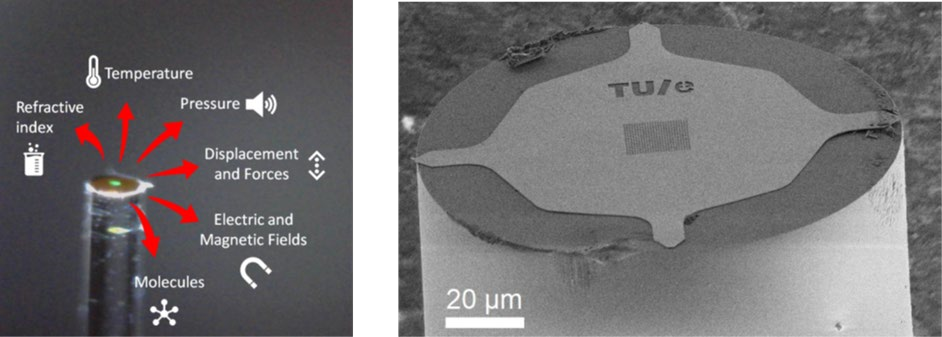 Temperature
Pressure
Refractive
index
Displacement
and Forces
Electric and
Magnetic Fields
Molecules
TU/e
20 µm